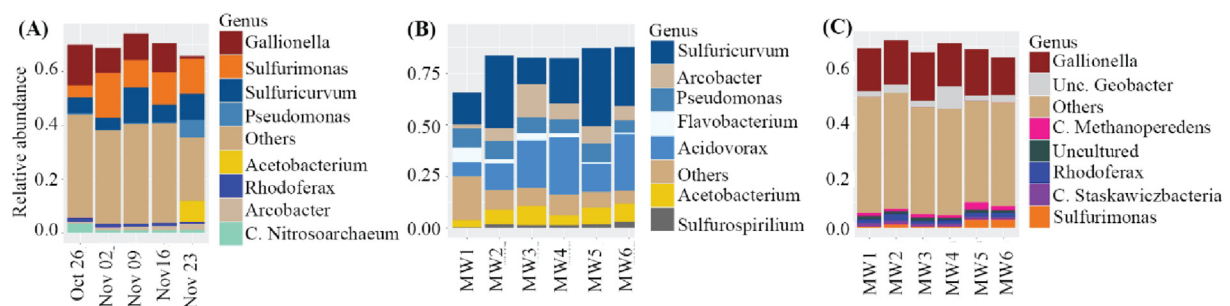 (A)
Relative abundance
0.6
0.4
0.2
0.0
Oct 26
Nov 02
Nov 09
Nov16
Nov 23
Genus
Gallionella
Sulfurimonas
Sulfuricurvum
Pseudomonas
Others
Acetobacterium
Rhodoferax
Arcobacter
C. Nitrosoarchaeum
(B)
0.75
0.50
0.25
0.00
MW1
MW2
MW3
MW4
MW5
MW6
Genus
Sulfuricurvum
Arcobacter
Pseudomonas
Flavobacterium
Acidovorax
Others
Acetobacterium
Sulfurospirilium
(C)
0.6
0.4
0.2
0.0
MW1
MW2
MW3
MW4
MW5
MW6
Genus
Gallionella
Unc. Geobacter
Others
C. Methanoperedens
Uncultured
Rhodoferax
C. Staskawiczbacteria
Sulfurimonas